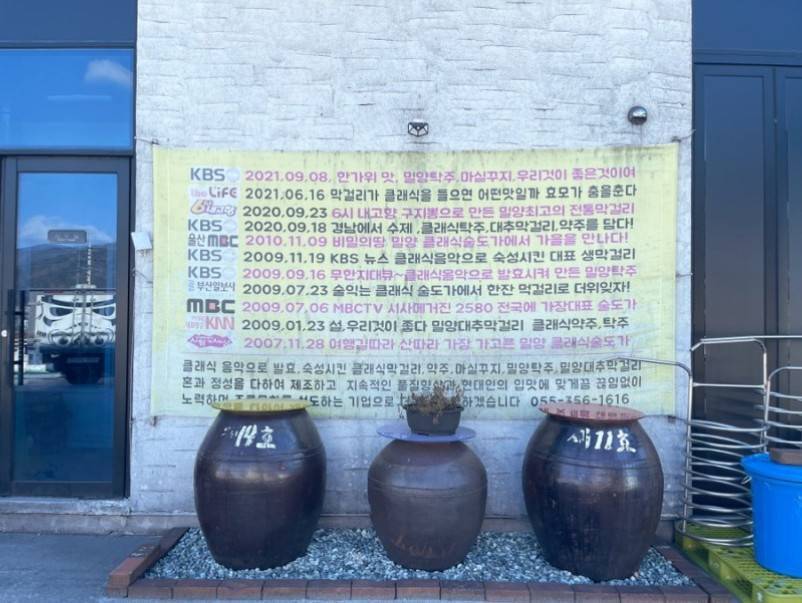 KBS 2021.09.08. 한가위 맛, 밀양탁주,마실꾸지,우리것이 좋은것이여
the LiFE 2021.06.16 막걸리가 클래식을 들으면 어떤맛일까 효모가 춤을춘다
6시내고향 2020.09.23 6시 내고향 구지뽕으로 만든 밀양최고의 전통막걸리
KBS 2020.09.18 경남에서 수제 ,클래식탁주,대추막걸리,약주를 담다!
울산MBC 2010.11.09 비밀의땅 밀양 클래식술도가에서 가을을 만나다!
KBS 2009.11.19 KBS 뉴스 클래식음악으로 숙성시킨 대표 생막걸리
KBS 2009.09.16 무한지대큐~클래식음악으로 발효시켜 만든 밀양탁주
부산일보사 2009.07.23 술익는 클래식 술도가에서 한잔 막걸리로 더위잊자!
MBC 2009.07.06 MBCTV 시사메거진 2580 전국에 가장대표 술도가
KNN 2009.01.23 설,우리것이 좋다 밀양대추막걸리 클래식약주,탁주
2007.11.28 여행길따라 산따라 가장 가고픈 밀양 클래식술도가
클래식 음악으로 발효,숙성시킨 클래식막걸리,약주,마실꾸지,밀양탁주,밀양대추막걸리
혼과 정성을 다하여 제조하고 지속적인 품질향상과 현대인의 입맛에 맞게끔 끊임없이
노력하며 하는 기업으로 하겠습니다 055-356-1616
14호
11호